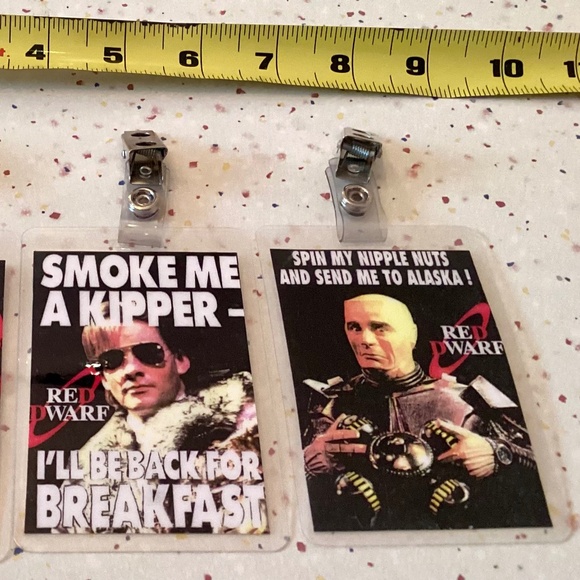 4 5 6 7 8 9 10 1
SMOKE ME
A KIPPER –
RED
DWARF
I'LL BE BACK FOR
BREAKFAST
SPIN MY NIPPLE NUTS
AND SEND ME TO ALASKA !
RED
DWARF